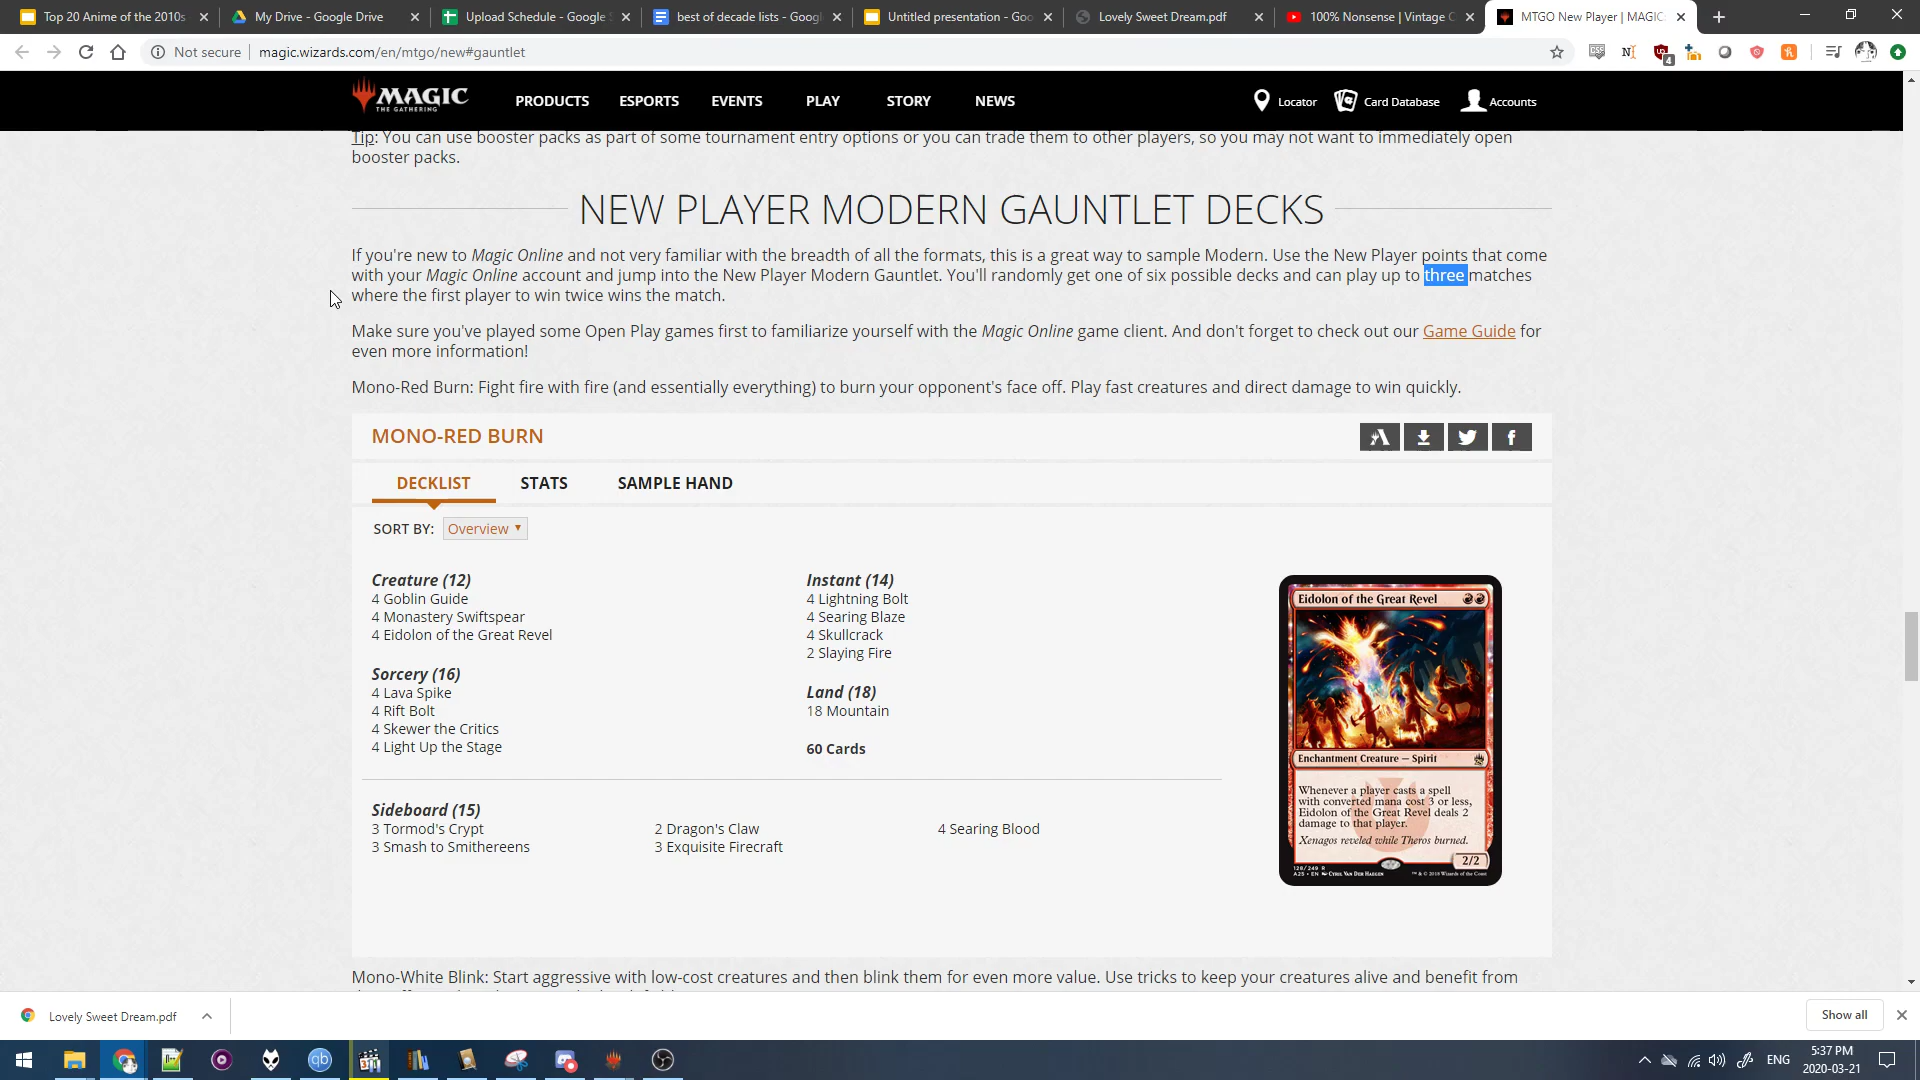 Top 20 Anime of the 2010s
My Drive - Google Drive
Upload Schedule - Google
best of decade lists - Googl
Untitled presentation - Goo
Lovely Sweet Dream.pdf
100% Nonsense | Vintage C
MTGO New Player | MAGIC:
Not secure
magic.wizards.com/en/mtgo/new#gauntlet
MAGIC
THE GATHERING
PRODUCTS
ESPORTS
EVENTS
PLAY
STORY
NEWS
Locator
Card Database
Accounts
Tip: You can use booster packs as part of some tournament entry options or you can trade them to other players, so you may not want to immediately open
booster packs.
NEW PLAYER MODERN GAUNTLET DECKS
If you're new to Magic Online and not very familiar with the breadth of all the formats, this is a great way to sample Modern. Use the New Player points that come
with your Magic Online account and jump into the New Player Modern Gauntlet. You'll randomly get one of six possible decks and can play up to three matches
where the first player to win twice wins the match.
Make sure you've played some Open Play games first to familiarize yourself with the Magic Online game client. And don't forget to check out our Game Guide for
even more information!
Mono-Red Burn: Fight fire with fire (and essentially everything) to burn your opponent's face off. Play fast creatures and direct damage to win quickly.
MONO-RED BURN
DECKLIST
STATS
SAMPLE HAND
SORT BY:
Overview
Creature (12)
4 Goblin Guide
4 Monastery Swiftspear
4 Eidolon of the Great Revel
Sorcery (16)
4 Lava Spike
4 Rift Bolt
4 Skewer the Critics
4 Light Up the Stage
Instant (14)
4 Lightning Bolt
4 Searing Blaze
4 Skullcrack
2 Slaying Fire
Land (18)
18 Mountain
60 Cards
Sideboard (15)
3 Tormod's Crypt
3 Smash to Smithereens
2 Dragon's Claw
3 Exquisite Firecraft
4 Searing Blood
Eidolon of the Great Revel
Enchantment Creature — Spirit
Whenever a player casts a spell
with converted mana cost 3 or less,
Eidolon of the Great Revel deals 2
damage to that player.
Xenagos reveled while Theros burned.
2/2
128/249 R
A25 • EN Cyril Van Der Haegen
™ & © 2018 Wizards of the Coast
Mono-White Blink: Start aggressive with low-cost creatures and then blink them for even more value. Use tricks to keep your creatures alive and benefit from
Lovely Sweet Dream.pdf
Show all
ENG
5:37 PM
2020-03-21